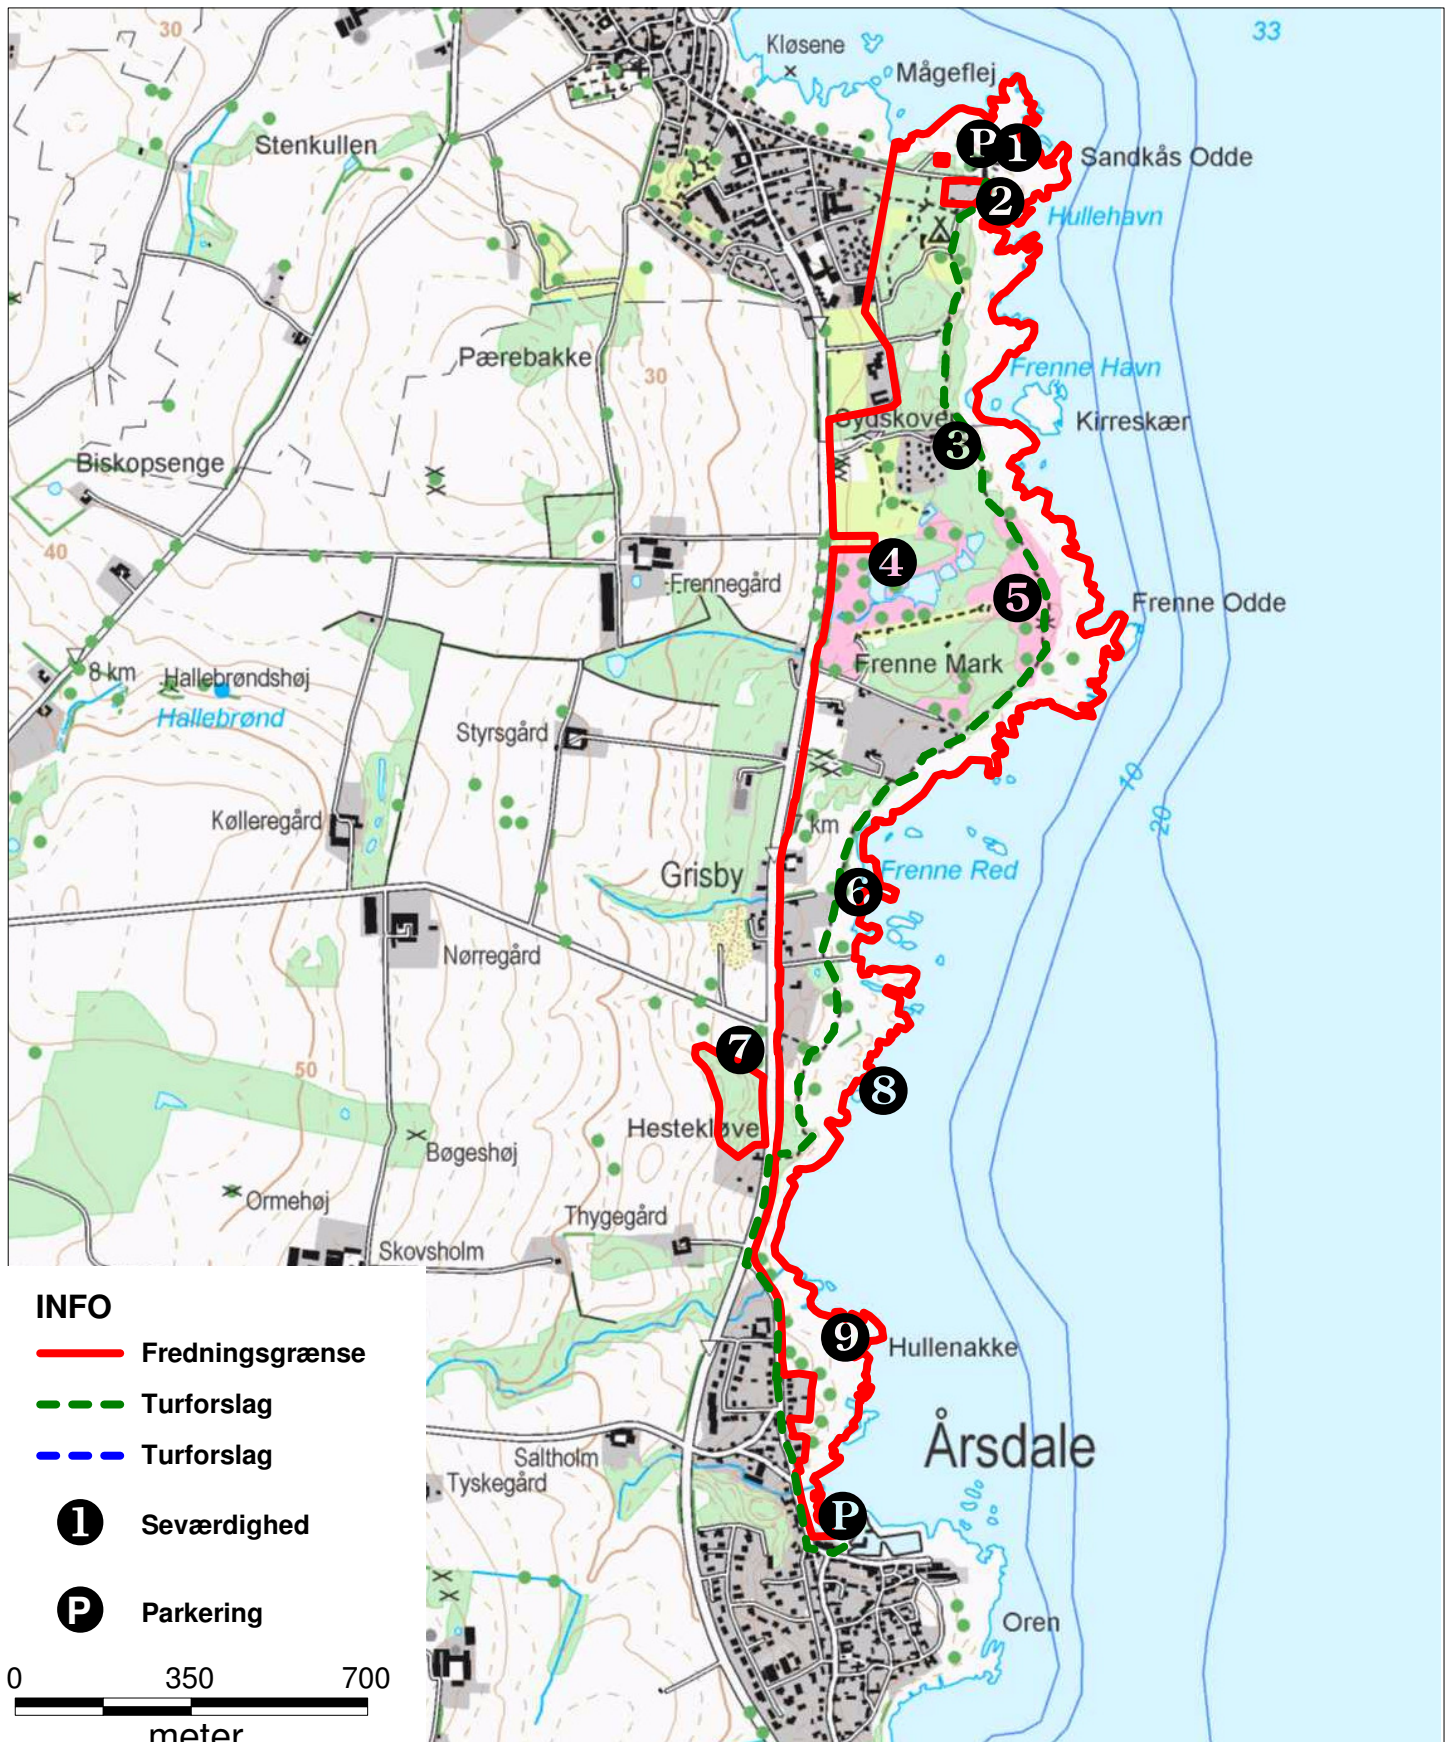 30
33
Kløsene
Mågeflej
P
1
Stenkullen
Sandkås Odde
2
Hullehavn
Pærebakke
30
Frenne Havn
Kirreskær
Sydskoven
3
Biskopsenge
40
4
Frennegård
5
Frenne Odde
Frenne Mark
8 km
Hallebrøndshøj
Hallebrønd
Styrsgård
10
20
Kølleregård
7 km
Grisby
Frenne Red
6
Nørregård
7
50
8
Hestekløve
Bøgeshøj
Ormehøj
Thygegård
Skovsholm
INFO
Fredningsgrænse
9
Hullenakke
Turforslag
Årsdale
Turforslag
Saltholm
Tyskegård
1 Seværdighed
P
P Parkering
Oren
0 350 700
meter